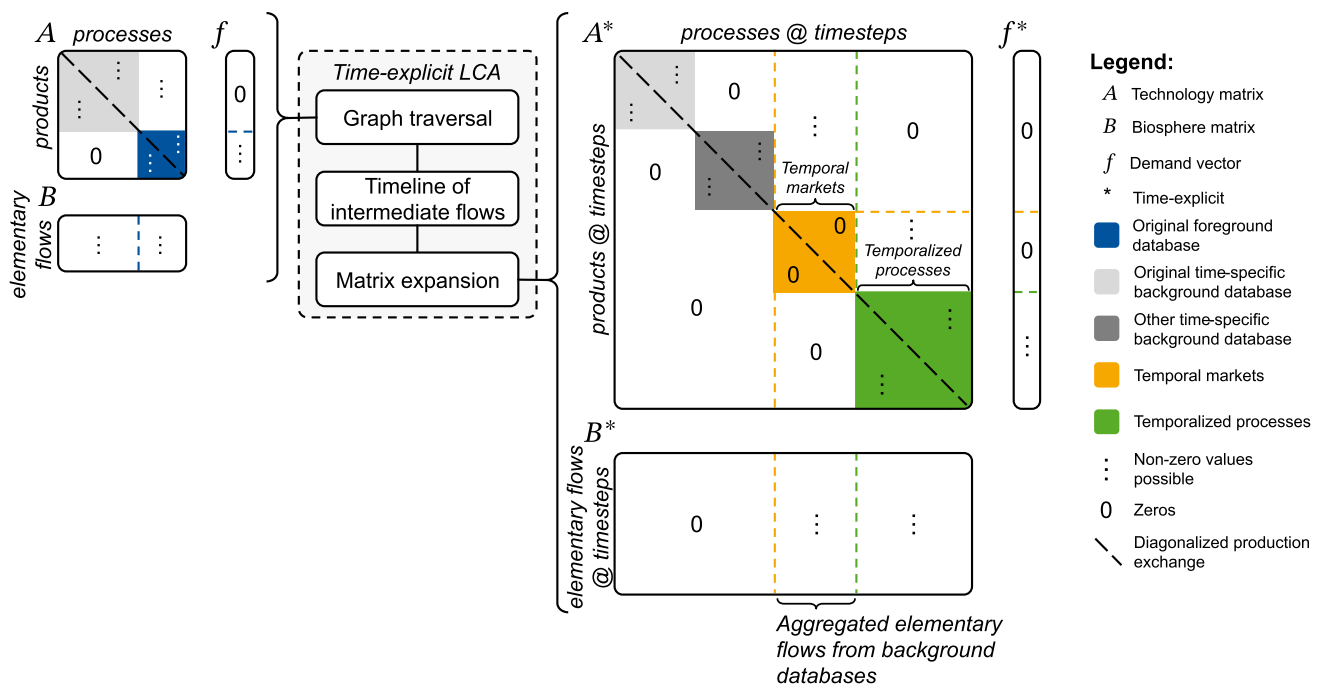 A
processes
f
products
0
0
⋮
⋮
⋮
⋮
⋮
⋮
B
elementary
flows
⋮
⋮
Time-explicit LCA
Graph traversal
Timeline of
intermediate flows
Matrix expansion
A*
processes @ timesteps
f*
products @ timesteps
⋮
⋮
0
⋮
0
0
⋮
⋮
0
Temporal
markets
0
0
⋮
0
Temporalized
processes
0
0
⋮
⋮
⋮
B*
elementary flows
@ timesteps
0
⋮
⋮
Aggregated elementary
flows from background
databases
Legend:
A Technology matrix
B Biosphere matrix
f Demand vector
* Time-explicit
Original foreground
database
Original time-specific
background database
Other time-specific
background database
Temporal markets
Temporalized processes
⋮ Non-zero values
possible
0 Zeros
Diagonalized production
exchange